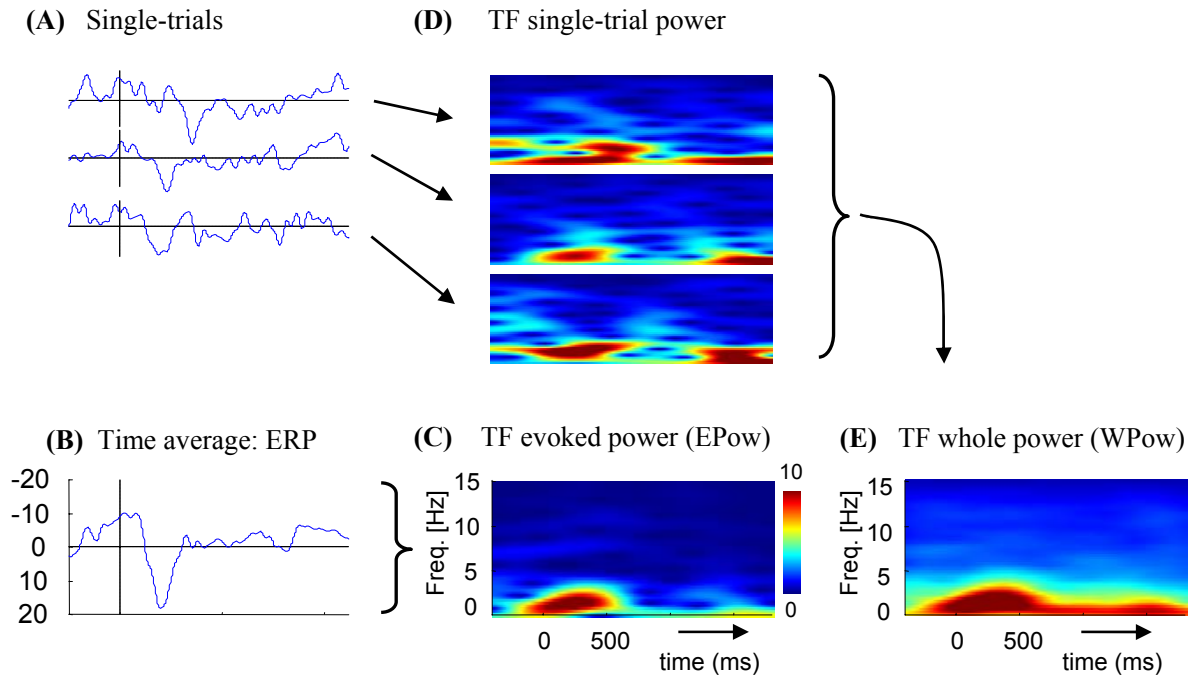 (A) Single-trials
(D) TF single-trial power
(B) Time average: ERP
-20
-10
0
10
20
(C) TF evoked power (EPow)
15
10
5
0
Freq. [Hz]
10
0
0 500
time (ms)
(E) TF whole power (WPow)
15
10
5
0
Freq. [Hz]
0 500
time (ms)